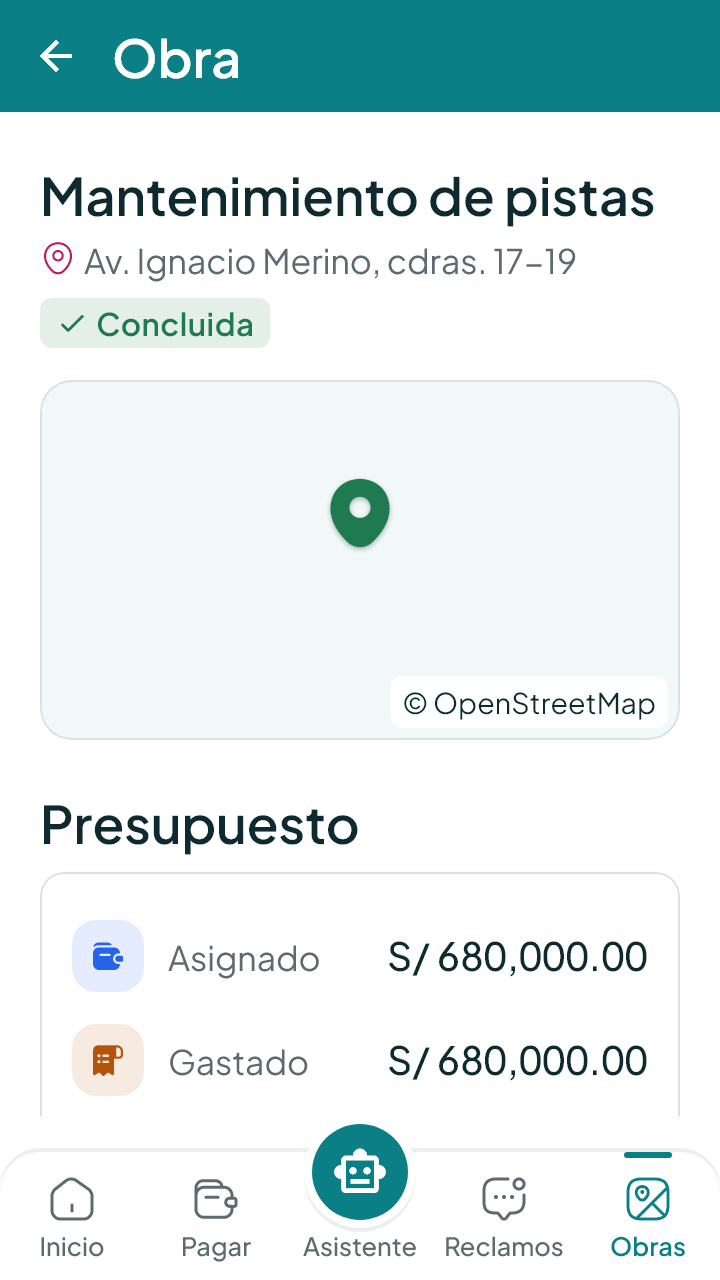 Obra
Mantenimiento de pistas
Av. Ignacio Merino, cdras. 17–19
Concluida
© OpenStreetMap
Presupuesto
Asignado S/ 680,000.00
Gastado S/ 680,000.00
Inicio Pagar Asistente Reclamos Obras